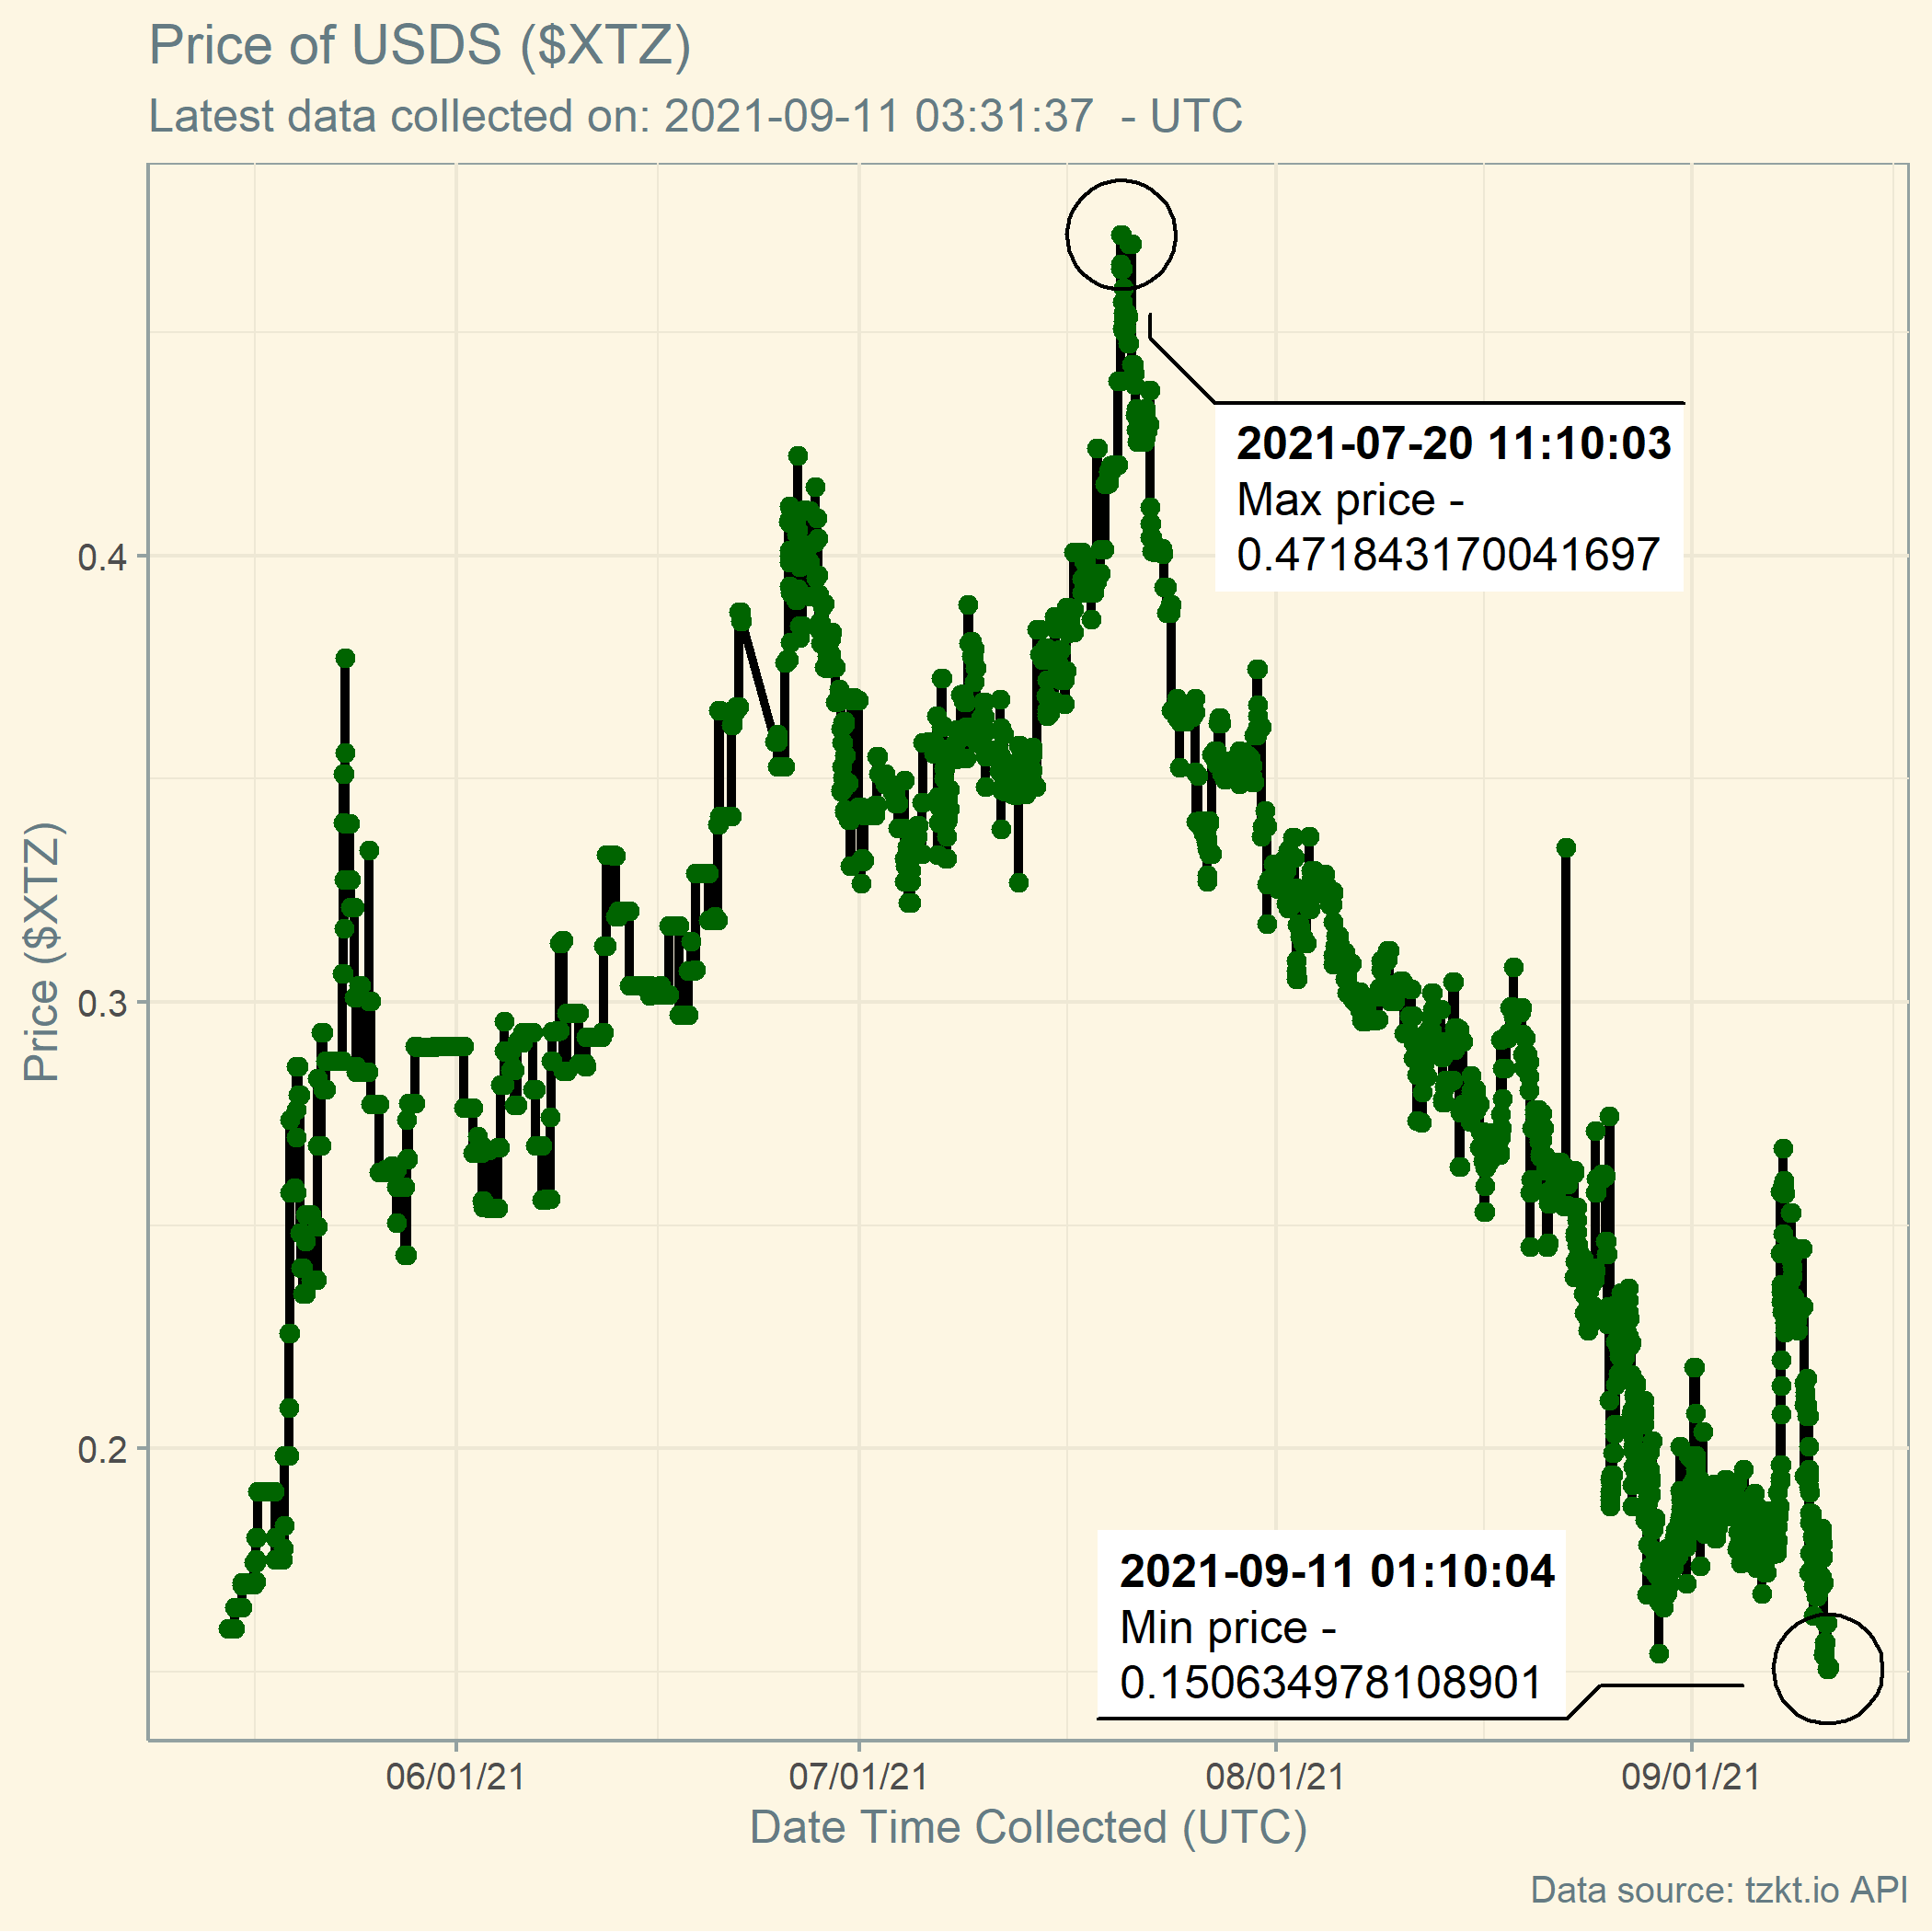 Price of USDS ($XTZ)
Latest data collected on: 2021-09-11 03:31:37  - UTC
Price ($XTZ)
0.4
0.3
0.2
2021-07-20 11:10:03
Max price -
0.471843170041697
2021-09-11 01:10:04
Min price -
0.150634978108901
06/01/21
07/01/21
08/01/21
09/01/21
Date Time Collected (UTC)
Data source: tzkt.io API